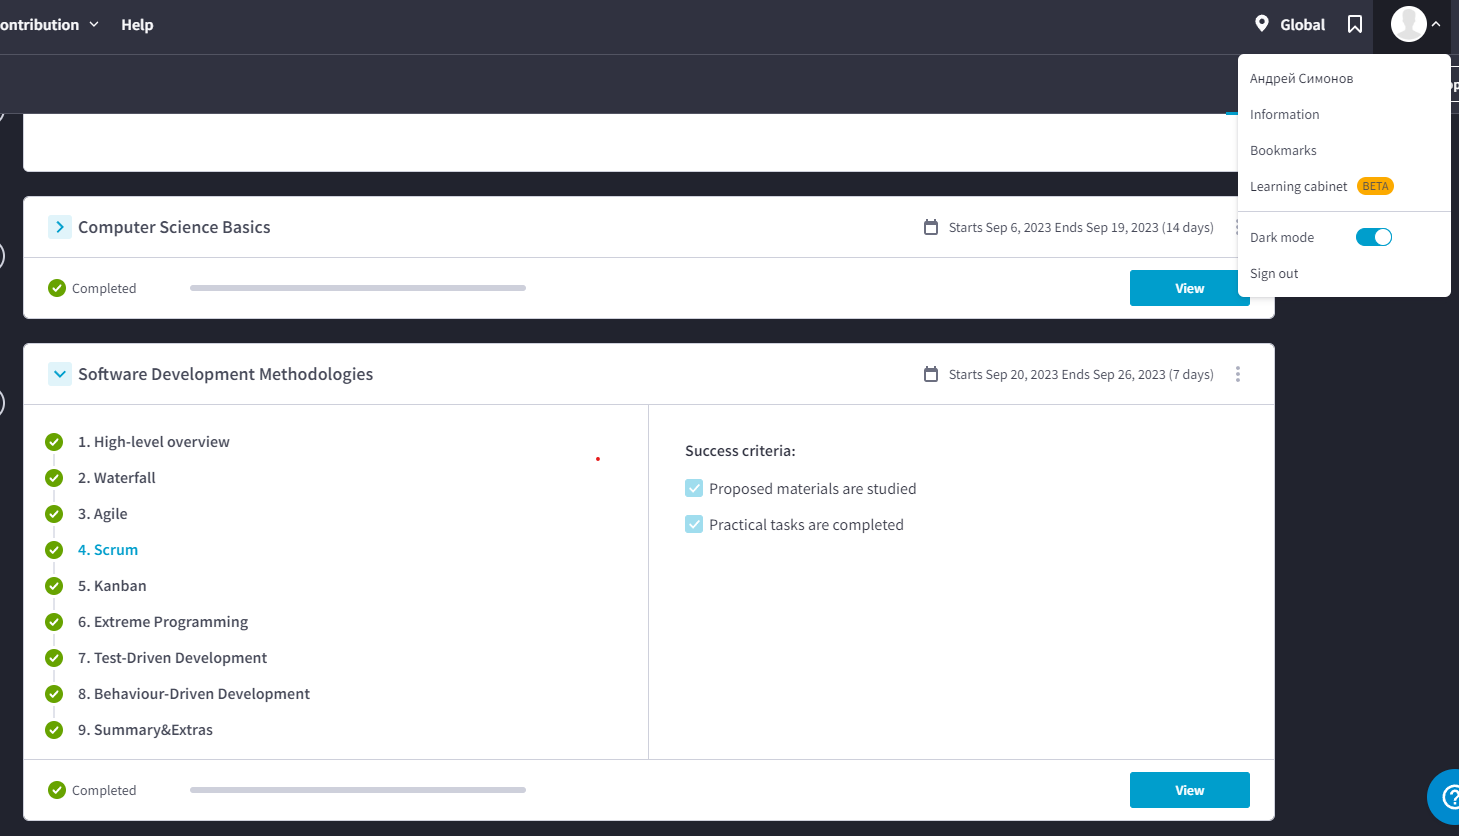 ontribution
Help
Global
Андрей Симонов
Information
Bookmarks
Learning cabinet BETA
Dark mode
Sign out
Computer Science Basics
Starts Sep 6, 2023 Ends Sep 19, 2023 (14 days)
Completed
View
Software Development Methodologies
Starts Sep 20, 2023 Ends Sep 26, 2023 (7 days)
1. High-level overview
2. Waterfall
3. Agile
4. Scrum
5. Kanban
6. Extreme Programming
7. Test-Driven Development
8. Behaviour-Driven Development
9. Summary&Extras
Success criteria:
Proposed materials are studied
Practical tasks are completed
Completed
View